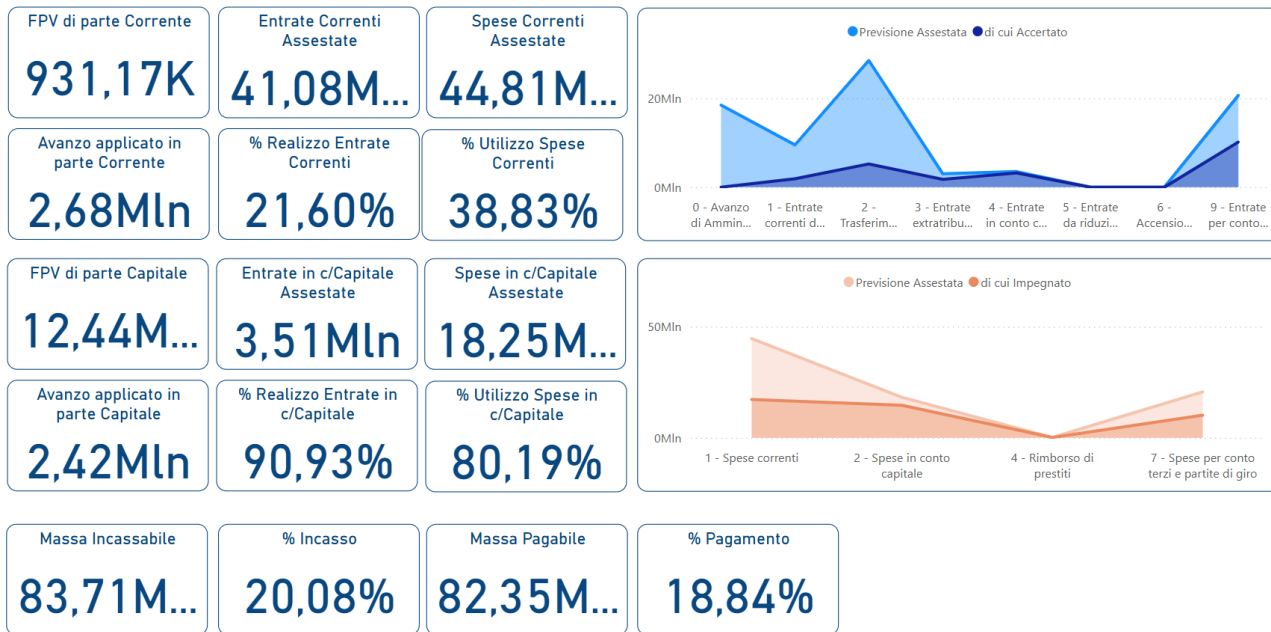 FPV di parte Corrente
931,17K
Entrate Correnti
Assestate
41,08M...
Spese Correnti
Assestate
44,81M...
Avanzo applicato in
parte Corrente
2,68Mln
% Realizzo Entrate
Correnti
21,60%
% Utilizzo Spese
Correnti
38,83%
Previsione Assestata di cui Accertato
20Mln
0Mln
0 - Avanzo
di Ammin...
1 - Entrate
correnti d...
2 -
Trasferim...
3 - Entrate
extratribu...
4 - Entrate
in conto c...
5 - Entrate
da riduzi...
6 -
Accensio...
9 - Entrate
per conto...
FPV di parte Capitale
12,44M...
Entrate in c/Capitale
Assestate
3,51Mln
Spese in c/Capitale
Assestate
18,25M...
Avanzo applicato in
parte Capitale
2,42Mln
% Realizzo Entrate in
c/Capitale
90,93%
% Utilizzo Spese in
c/Capitale
80,19%
Previsione Assestata di cui Impegnato
50Mln
0Mln
1 - Spese correnti
2 - Spese in conto
capitale
4 - Rimborso di
prestiti
7 - Spese per conto
terzi e partite di giro
Massa Incassabile
83,71M...
% Incasso
20,08%
Massa Pagabile
82,35M...
% Pagamento
18,84%